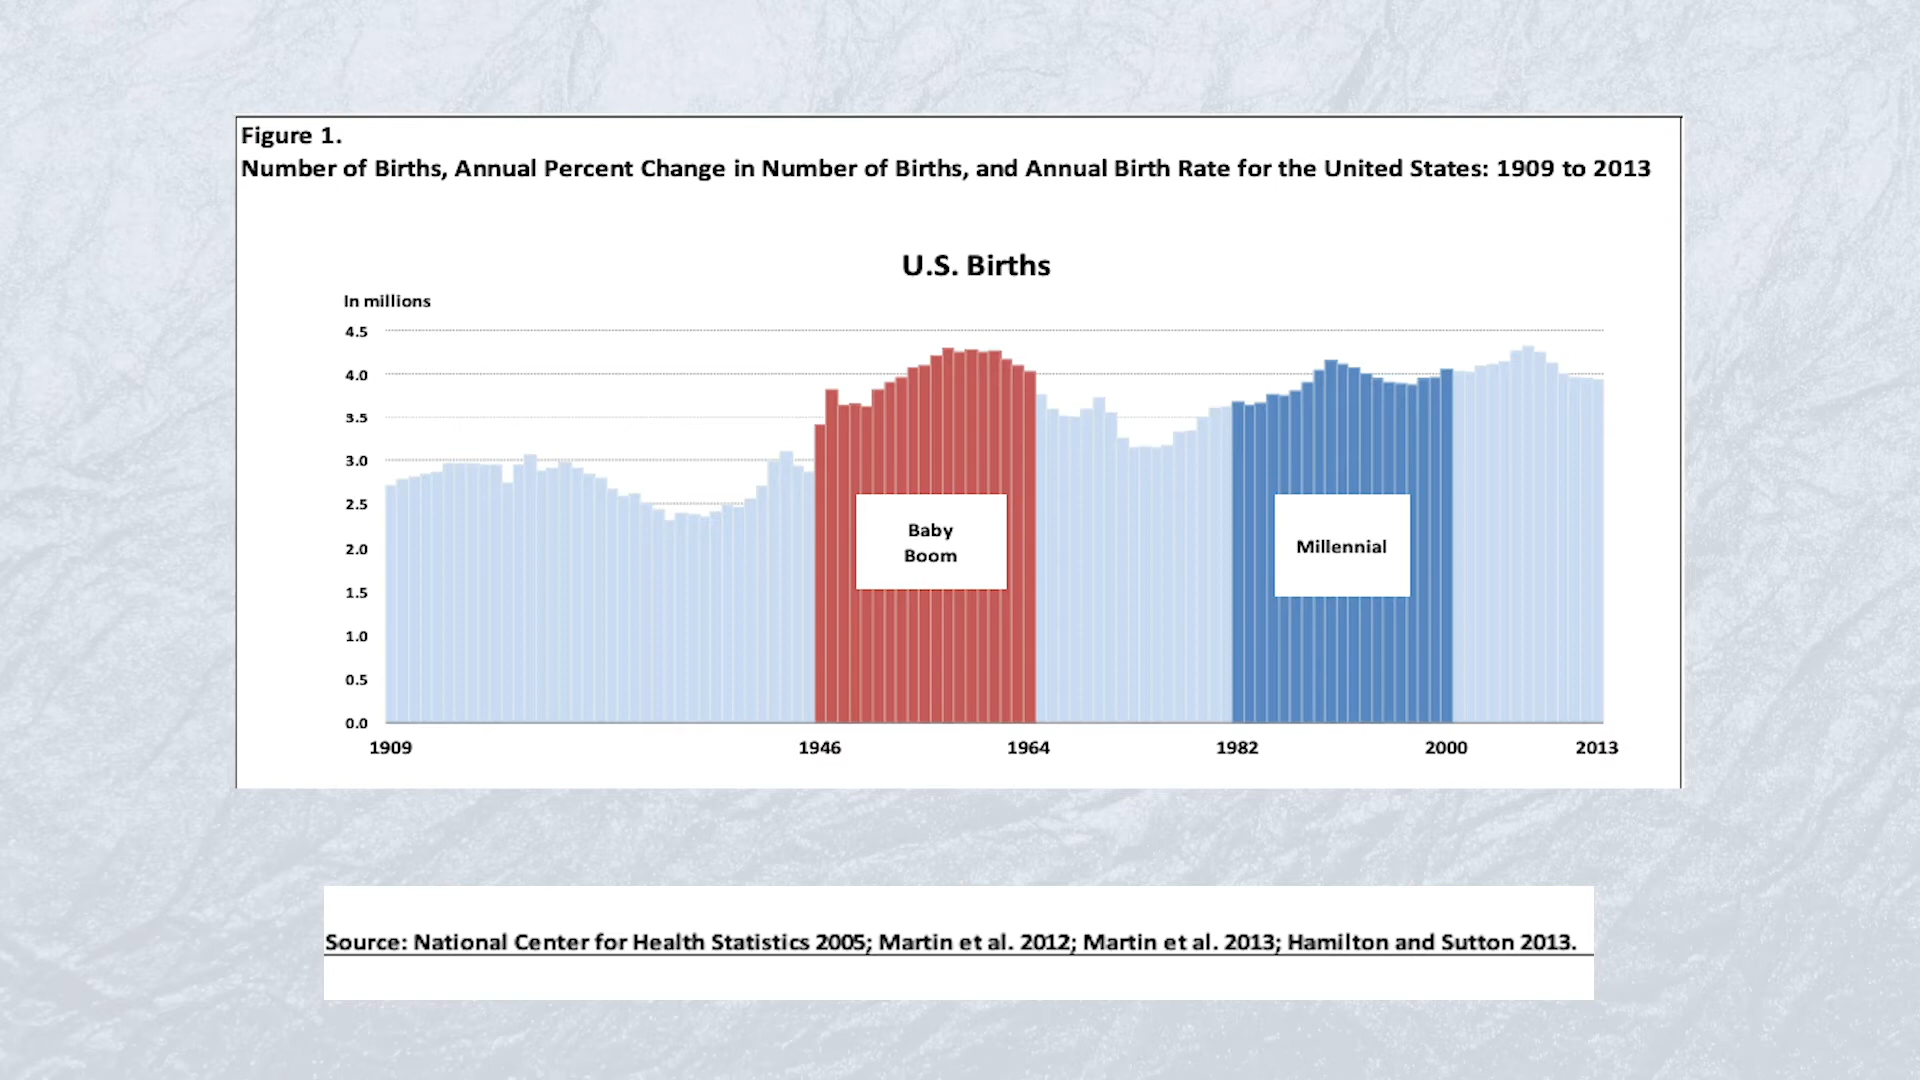 Figure 1.
Number of Births, Annual Percent Change in Number of Births, and Annual Birth Rate for the United States: 1909 to 2013
U.S. Births
In millions
4.5
4.0
3.5
3.0
2.5
2.0
1.5
1.0
0.5
0.0
Baby
Boom
Millennial
1909 1946 1964 1982 2000 2013
Source: National Center for Health Statistics 2005; Martin et al. 2012; Martin et al. 2013; Hamilton and Sutton 2013.